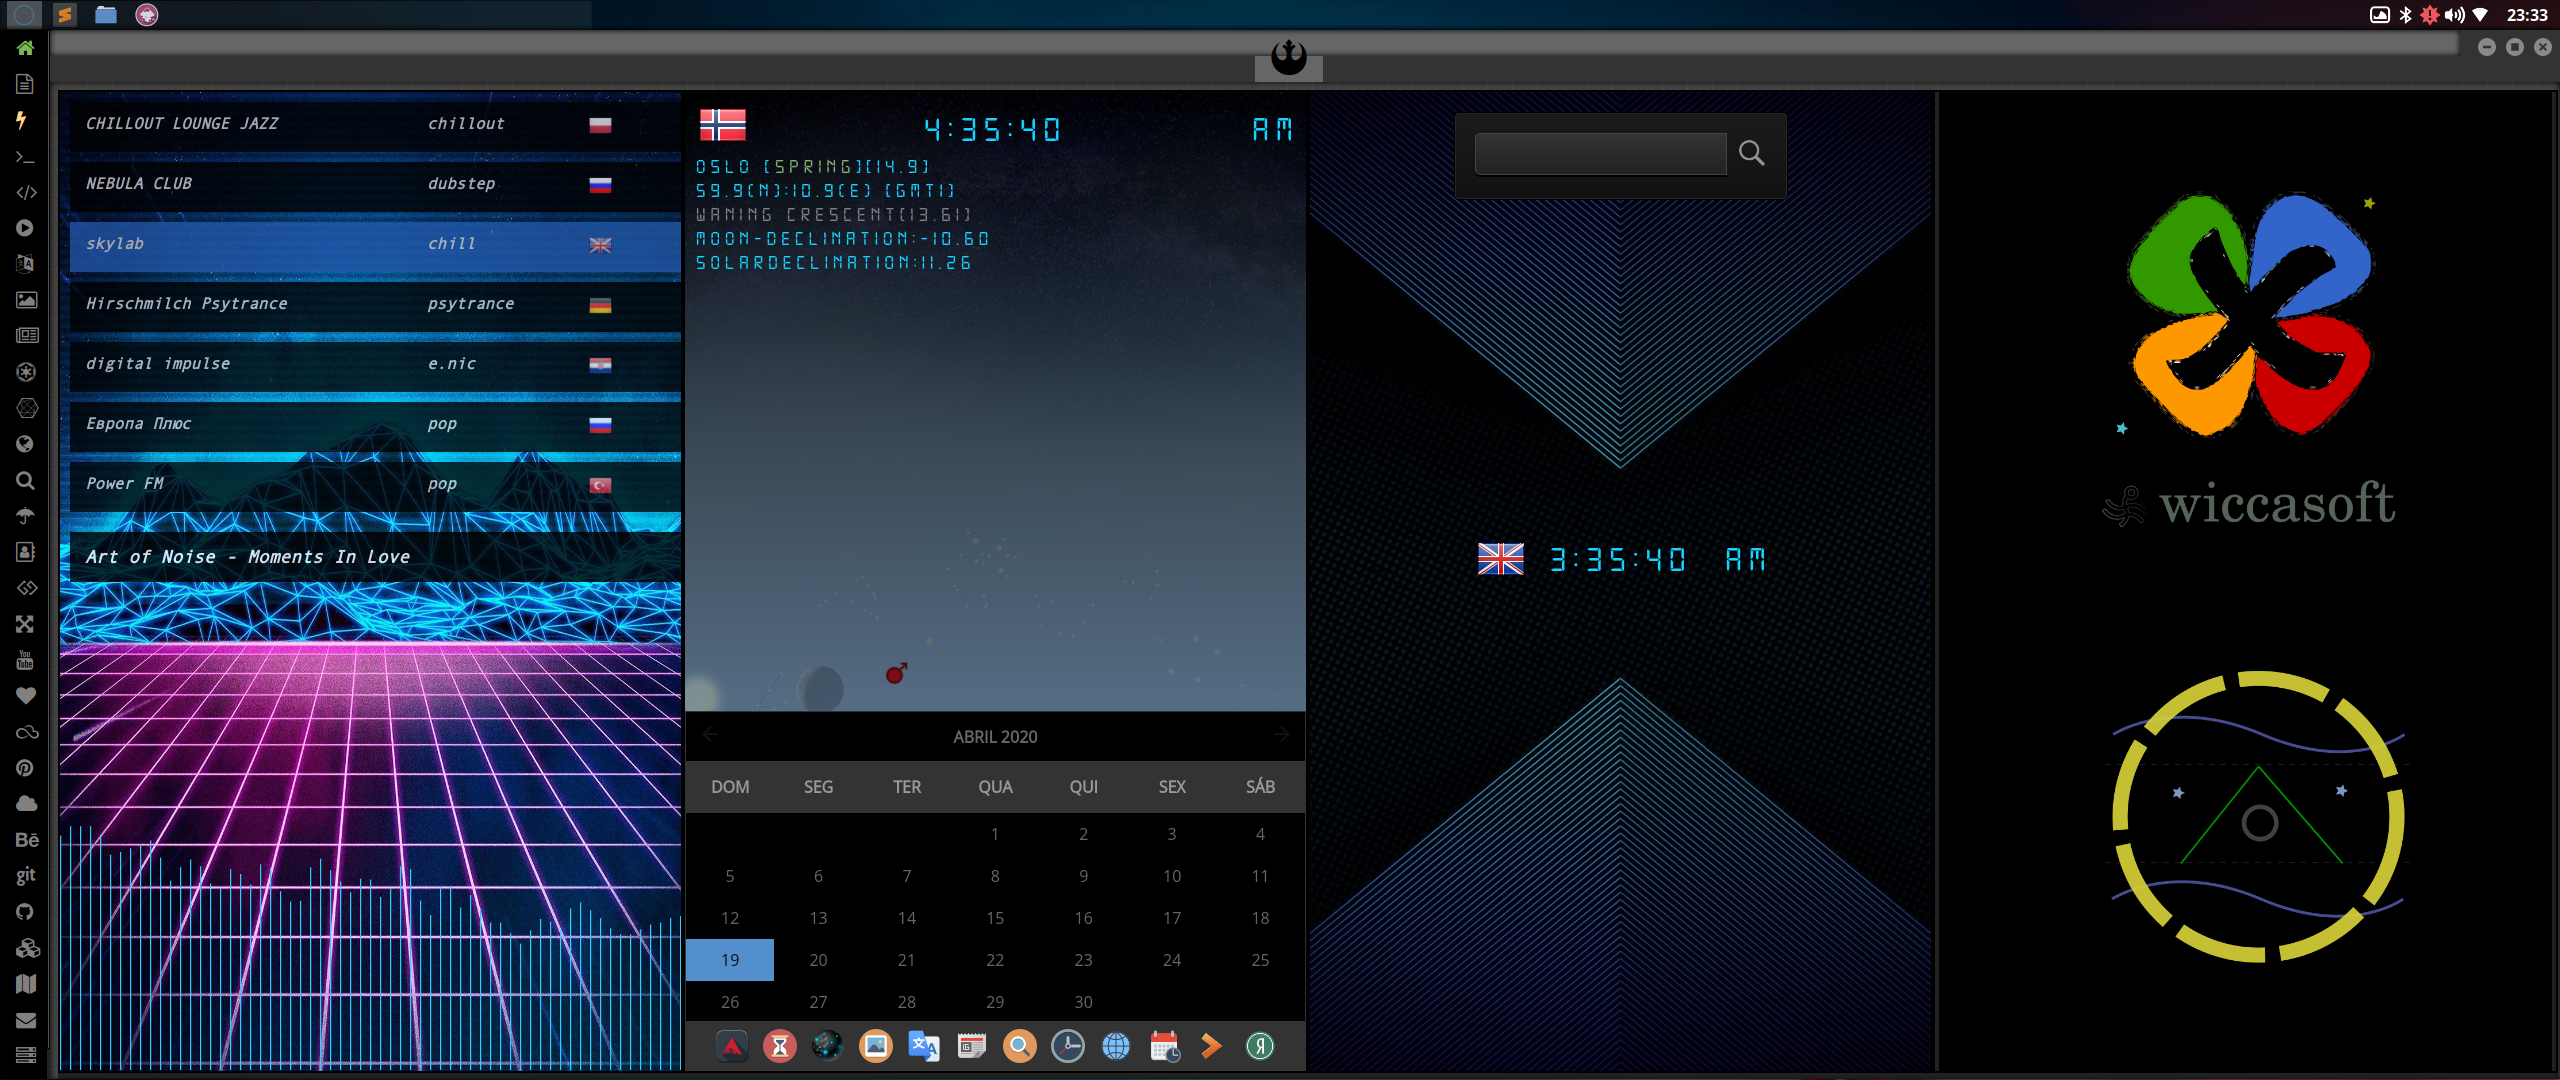 23:33
CHILLOUT LOUNGE JAZZ chillout
NEBULA CLUB dubstep
skylab chill
Hirschmilch Psytrance psytrance
digital impulse e.nic
Европа Плюс pop
Power FM pop
Art of Noise - Moments In Love
You
Tube
Bē
git
4:35:40 AM
OSLO [SPRING][14.9]
59.9(N):10.9(E) [GMT1]
WANING CRESCENT[13.61]
MOON-DECLINATION:-10.60
SOLARDECLINATION:11.26
ABRIL 2020
DOM SEG TER QUA QUI SEX SÁB
1 2 3 4
5 6 7 8 9 10 11
12 13 14 15 16 17 18
19 20 21 22 23 24 25
26 27 28 29 30
3:35:40 AM
wiccasoft